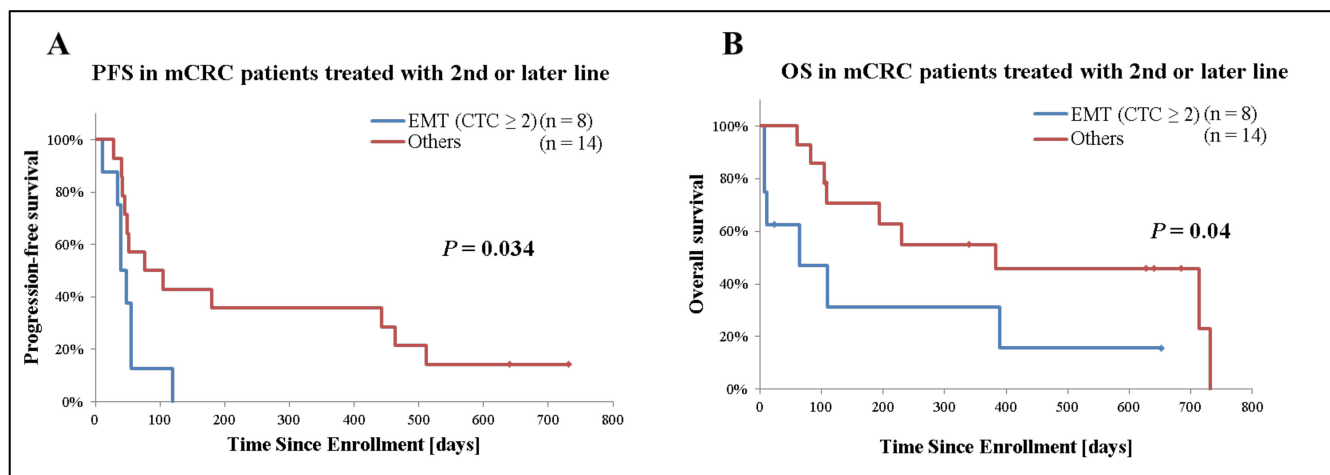 A
PFS in mCRC patients treated with 2nd or later line
EMT (CTC ≥ 2) (n = 8)
Others (n = 14)
100%
80%
60%
40%
20%
0%
P = 0.034
Progression-free survival
0 100 200 300 400 500 600 700 800
Time Since Enrollment [days]
B
OS in mCRC patients treated with 2nd or later line
EMT (CTC ≥ 2) (n = 8)
Others (n = 14)
100%
80%
60%
40%
20%
0%
P = 0.04
Overall survival
0 100 200 300 400 500 600 700 800
Time Since Enrollment [days]